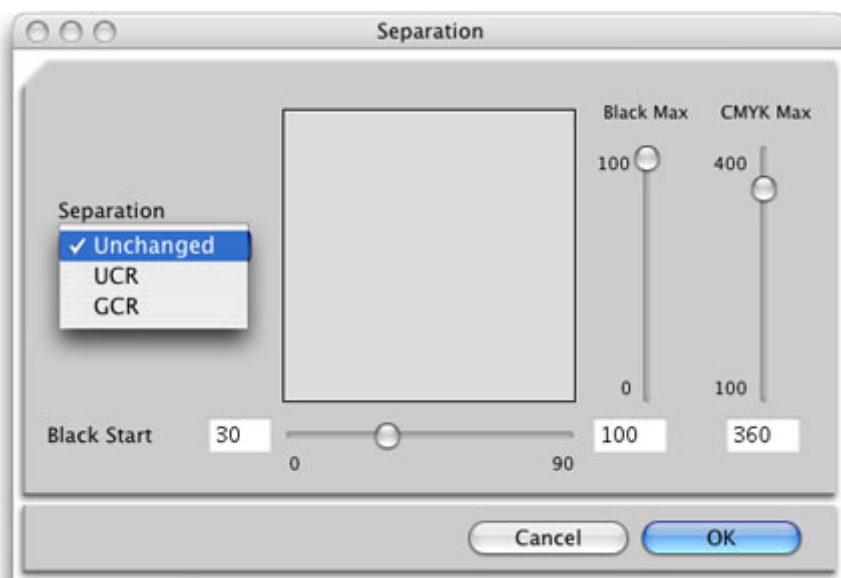 Separation
Black Max CMYK Max
100 400
Separation
✓ Unchanged
UCR
GCR
0 100
Black Start 30 100 360
0 90
Cancel OK